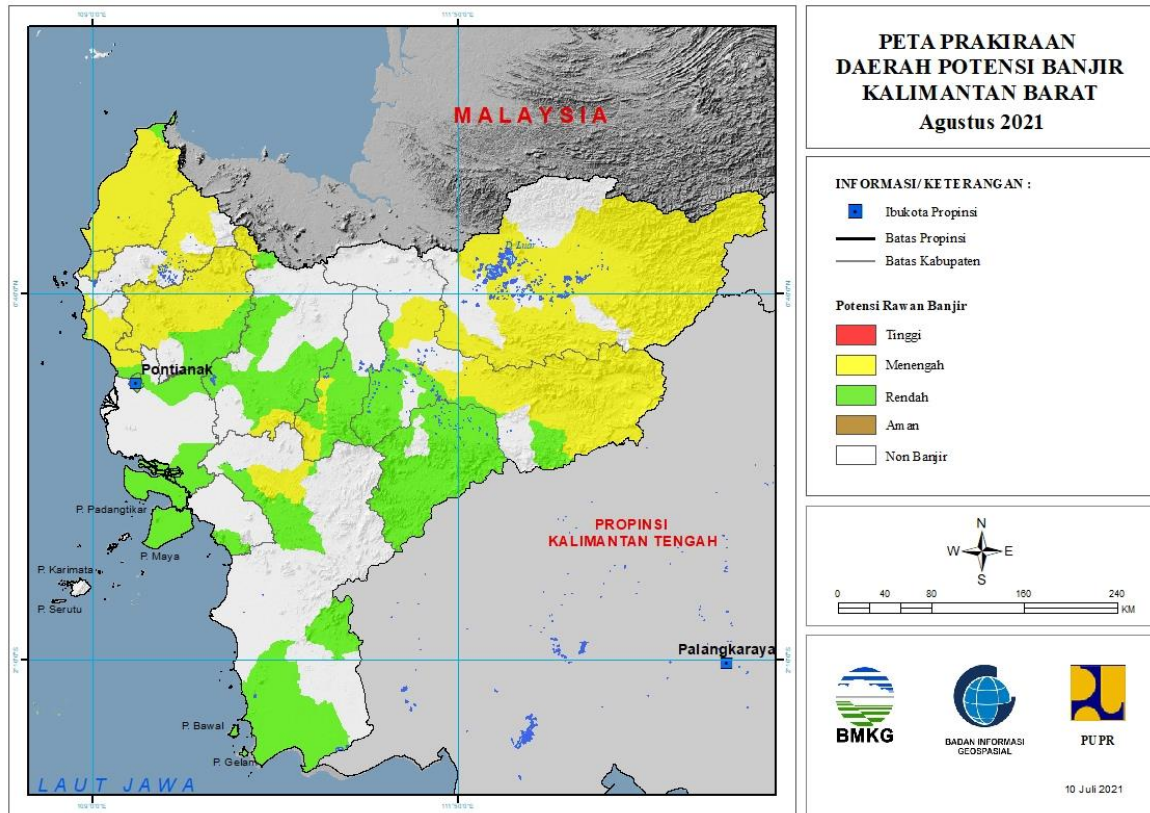 PETA PRAKIRAAN
DAERAH POTENSI BANJIR
KALIMANTAN BARAT
Agustus 2021
INFORMASI/ KETERANGAN :
Ibukota Propinsi
Batas Propinsi
Batas Kabupaten
Potensi Rawan Banjir
Tinggi
Menengah
Rendah
Aman
Non Banjir
N
W E
S
0 40 80 160 240
KM
BMKG
BADAN INFORMASI
GEOSPASIAL
PUPR
10 Juli 2021
MALAYSIA
D. Luar
Pontianak
P. Padangtikar
P. Maya
P. Karimata
P. Serutu
PROPINSI
KALIMANTAN TENGAH
Palangkaraya
P. Bawal
P. Gelam
LAUT JAWA